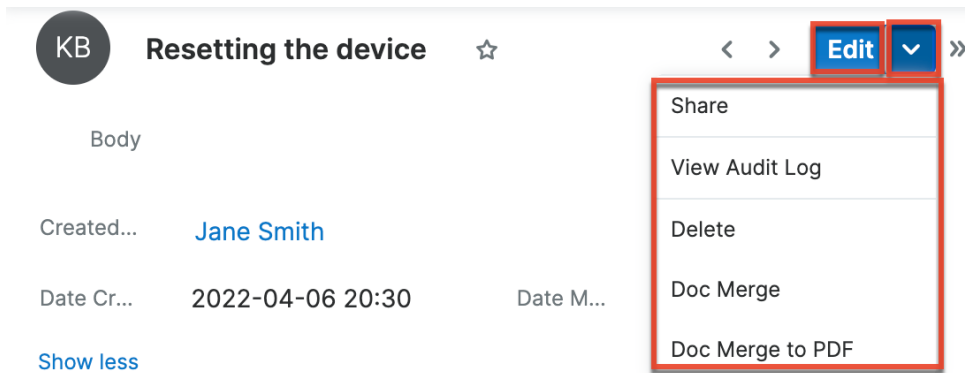 KB Resetting the device Edit
Share
Body
View Audit Log
Created... Jane Smith
Delete
Doc Merge
Date Cr... 2022-04-06 20:30 Date M...
Doc Merge to PDF
Show less